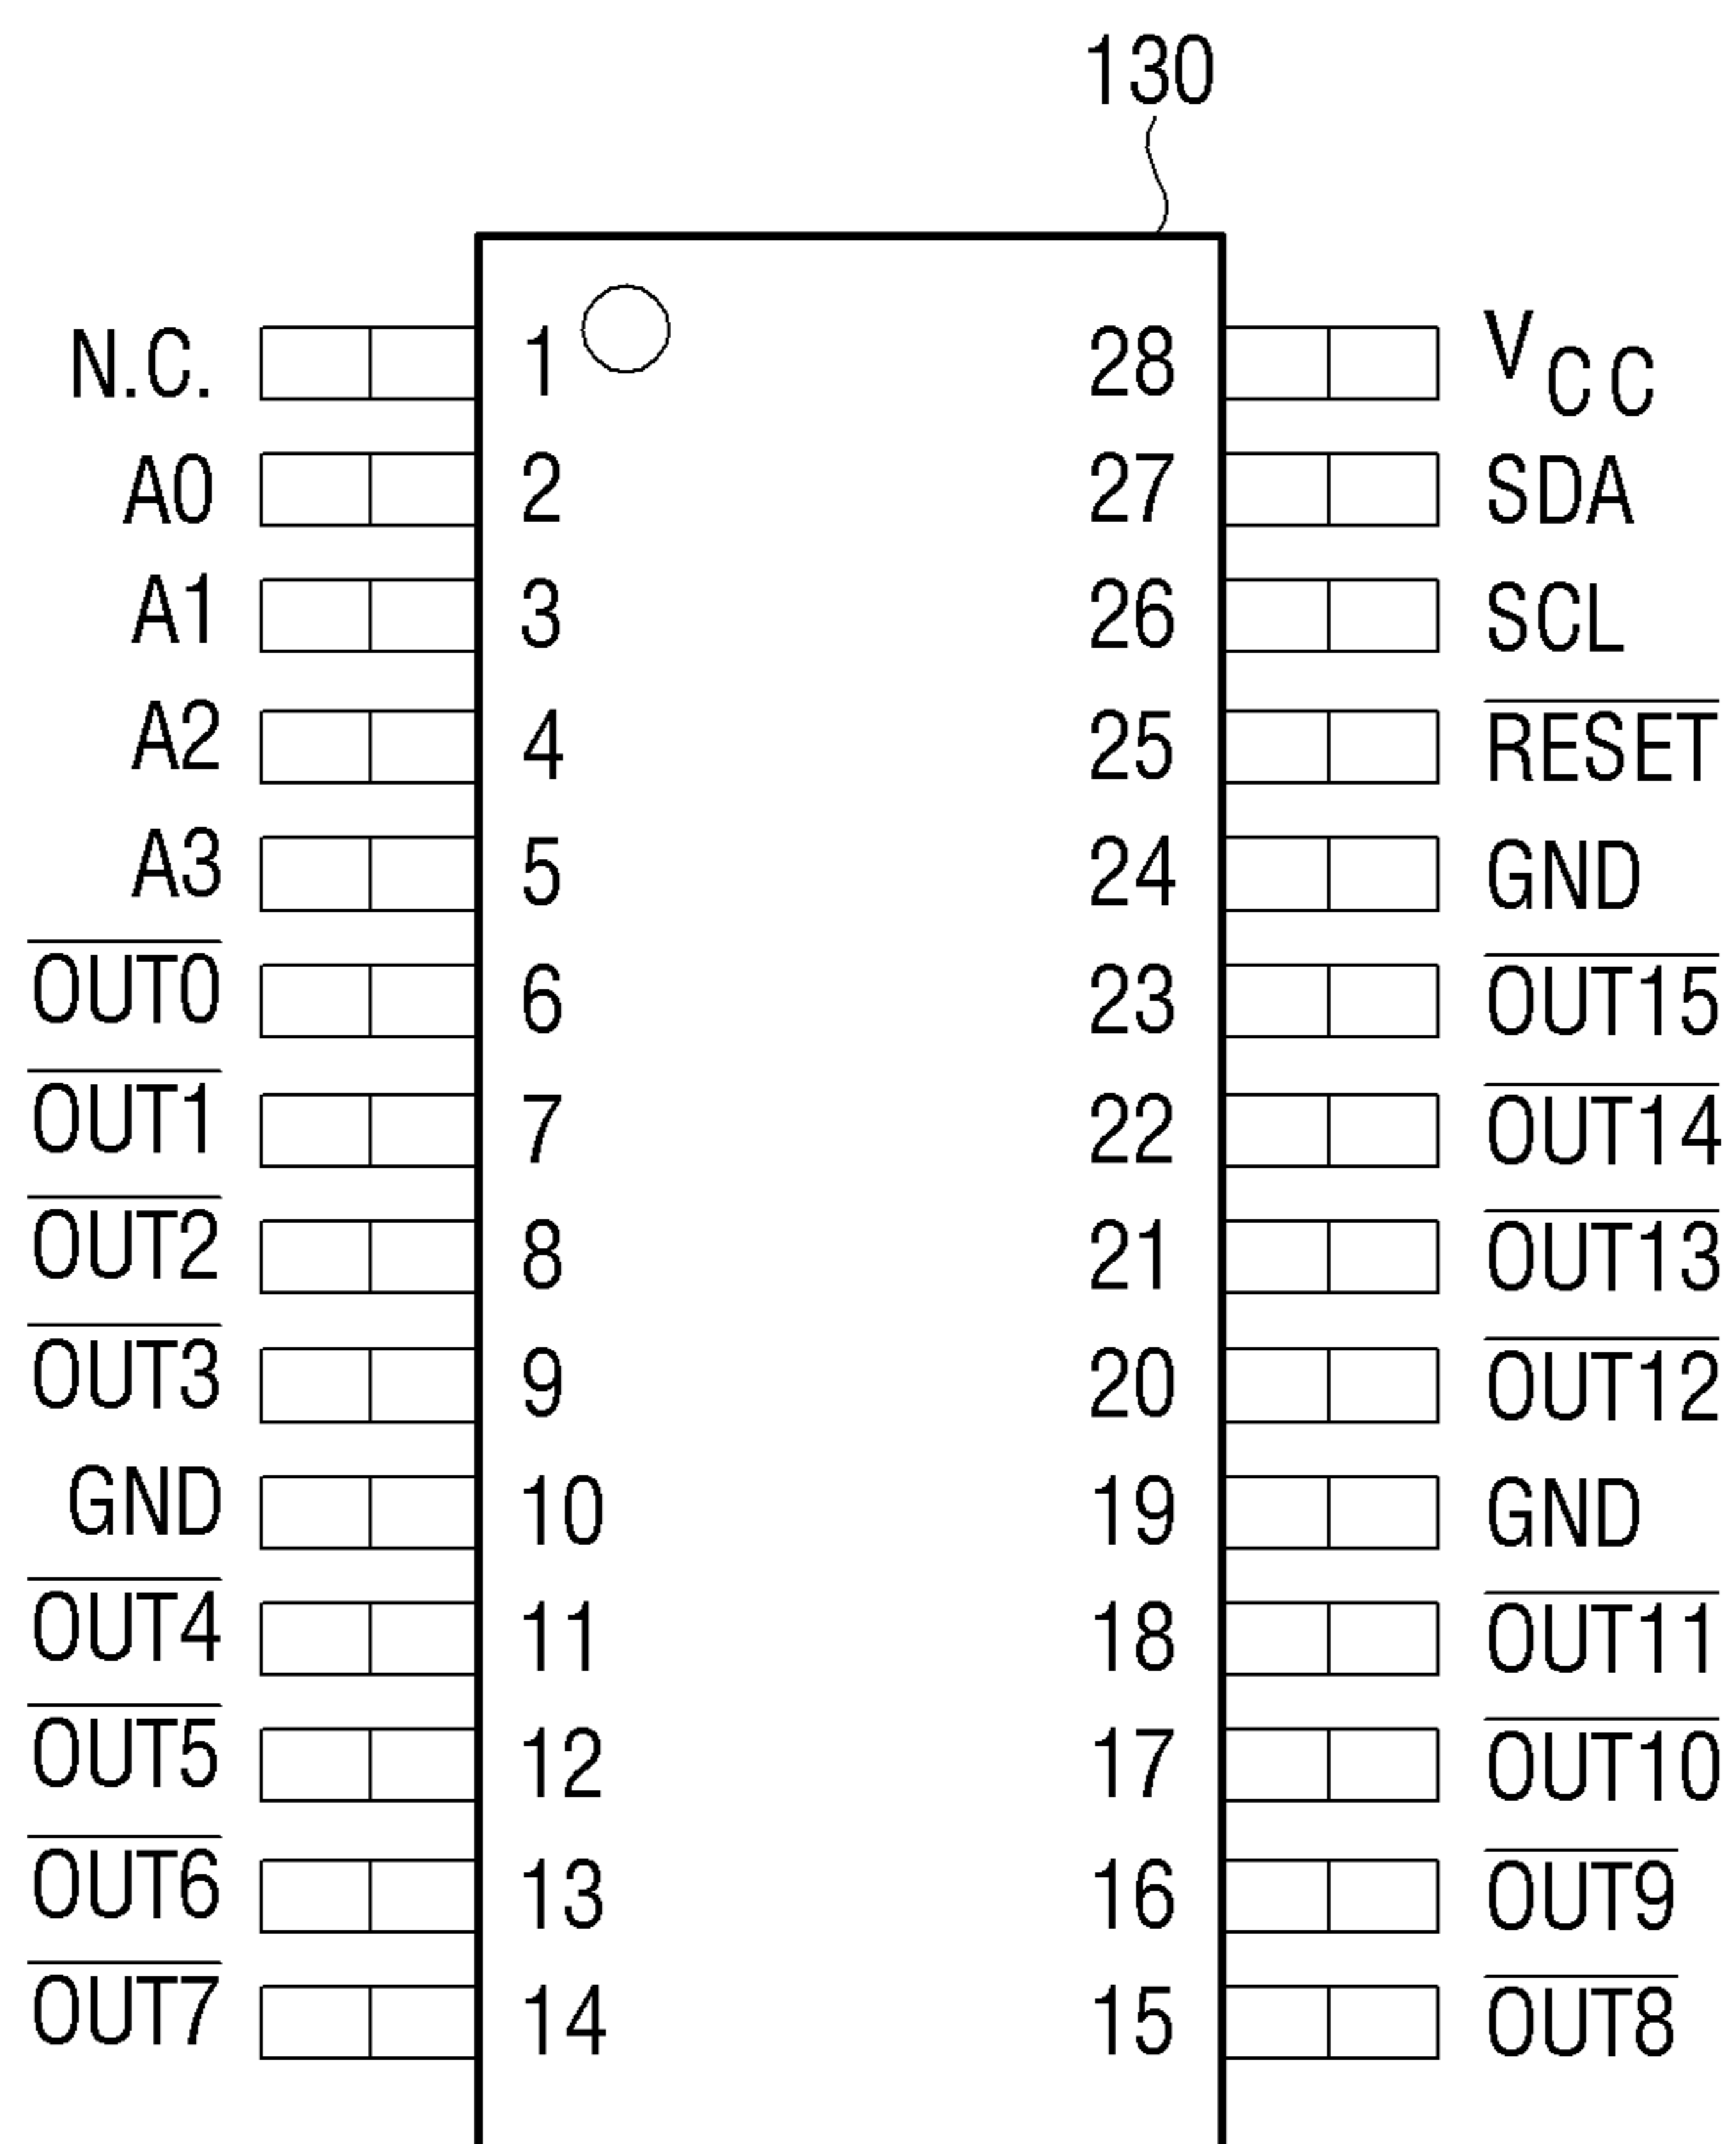 130
N.C. 1 28 VCC
A0 2 27 SDA
A1 3 26 SCL
A2 4 25 RESET
A3 5 24 GND
OUT0 6 23 OUT15
OUT1 7 22 OUT14
OUT2 8 21 OUT13
OUT3 9 20 OUT12
GND 10 19 GND
OUT4 11 18 OUT11
OUT5 12 17 OUT10
OUT6 13 16 OUT9
OUT7 14 15 OUT8